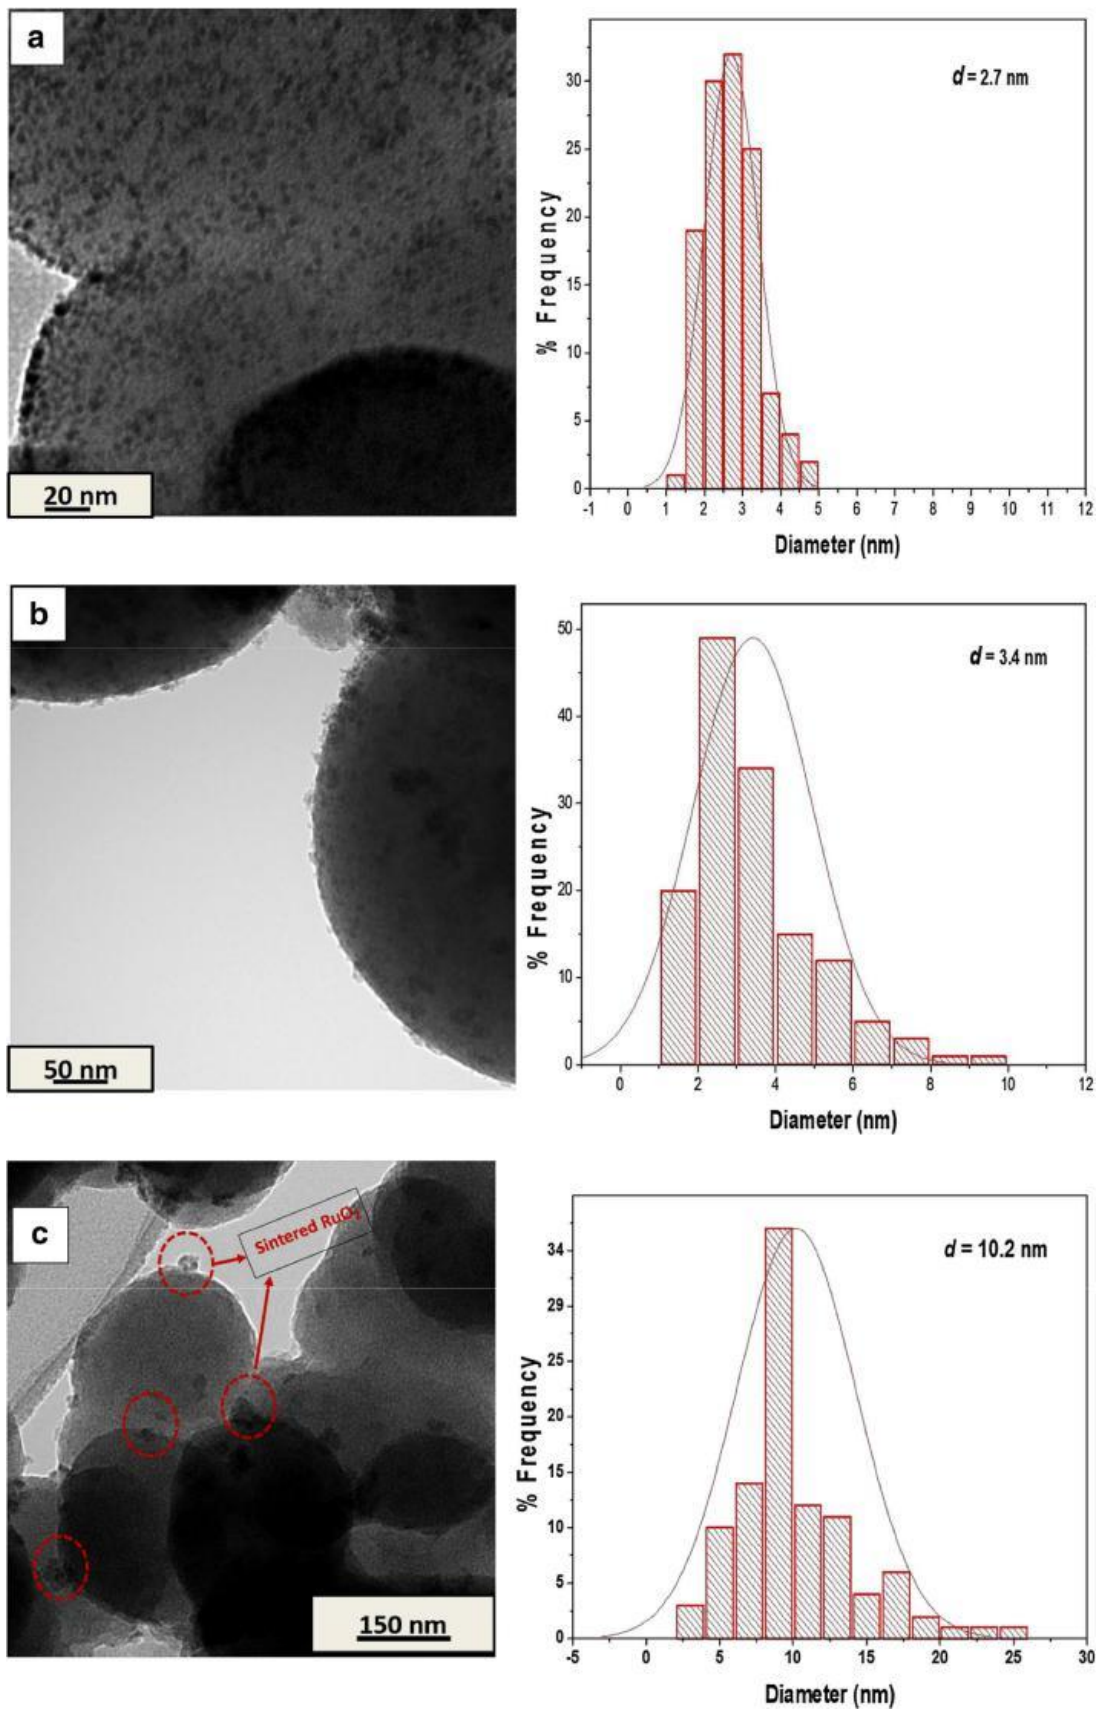 a
20 nm
d = 2.7 nm
% Frequency
30
25
20
15
10
5
0
-1 0 1 2 3 4 5 6 7 8 9 10 11 12
Diameter (nm)
b
50 nm
d = 3.4 nm
% Frequency
50
40
30
20
10
0
0 2 4 6 8 10 12
Diameter (nm)
c
Sintered RuO₂
150 nm
d = 10.2 nm
% Frequency
34
29
25
20
15
10
5
0
-5 0 5 10 15 20 25 30
Diameter (nm)